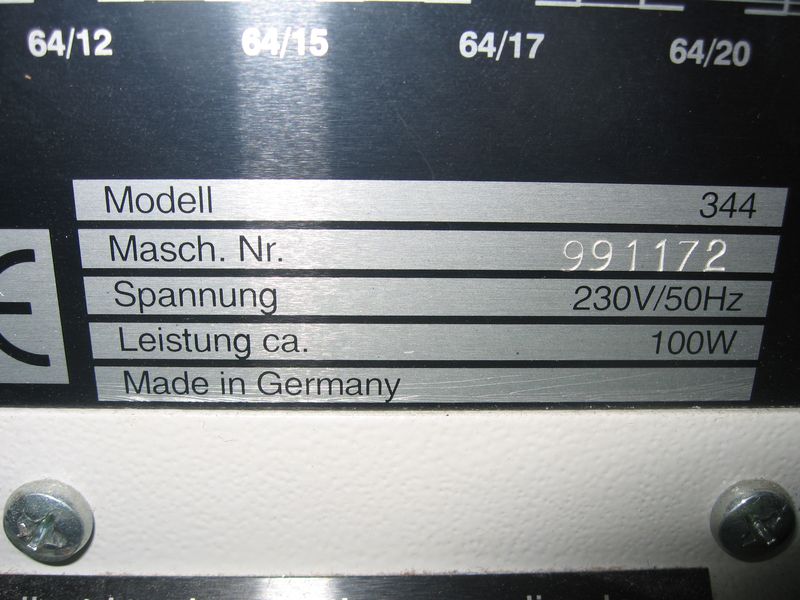 64/12 64/15 64/17 64/20
Modell 344
Masch. Nr. 991172
Spannung 230V/50Hz
Leistung ca. 100W
Made in Germany
CE